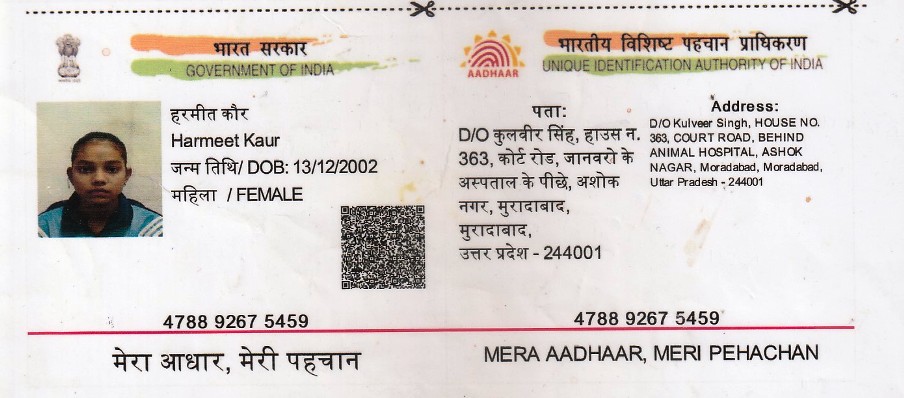 भारत सरकार
GOVERNMENT OF INDIA
हरमीत कौर
Harmeet Kaur
जन्म तिथि/ DOB: 13/12/2002
महिला / FEMALE
4788 9267 5459
मेरा आधार, मेरी पहचान
AADHAAR
भारतीय विशिष्ट पहचान प्राधिकरण
UNIQUE IDENTIFICATION AUTHORITY OF INDIA
पता:
D/O कुलवीर सिंह, हाउस न.
363, कोर्ट रोड, जानवरो के
अस्पताल के पीछे, अशोक
नगर, मुरादाबाद,
मुरादाबाद,
उत्तर प्रदेश - 244001
Address:
D/O Kulveer Singh, HOUSE NO.
363, COURT ROAD, BEHIND
ANIMAL HOSPITAL, ASHOK
NAGAR, Moradabad, Moradabad,
Uttar Pradesh - 244001
4788 9267 5459
MERA AADHAAR, MERI PEHACHAN